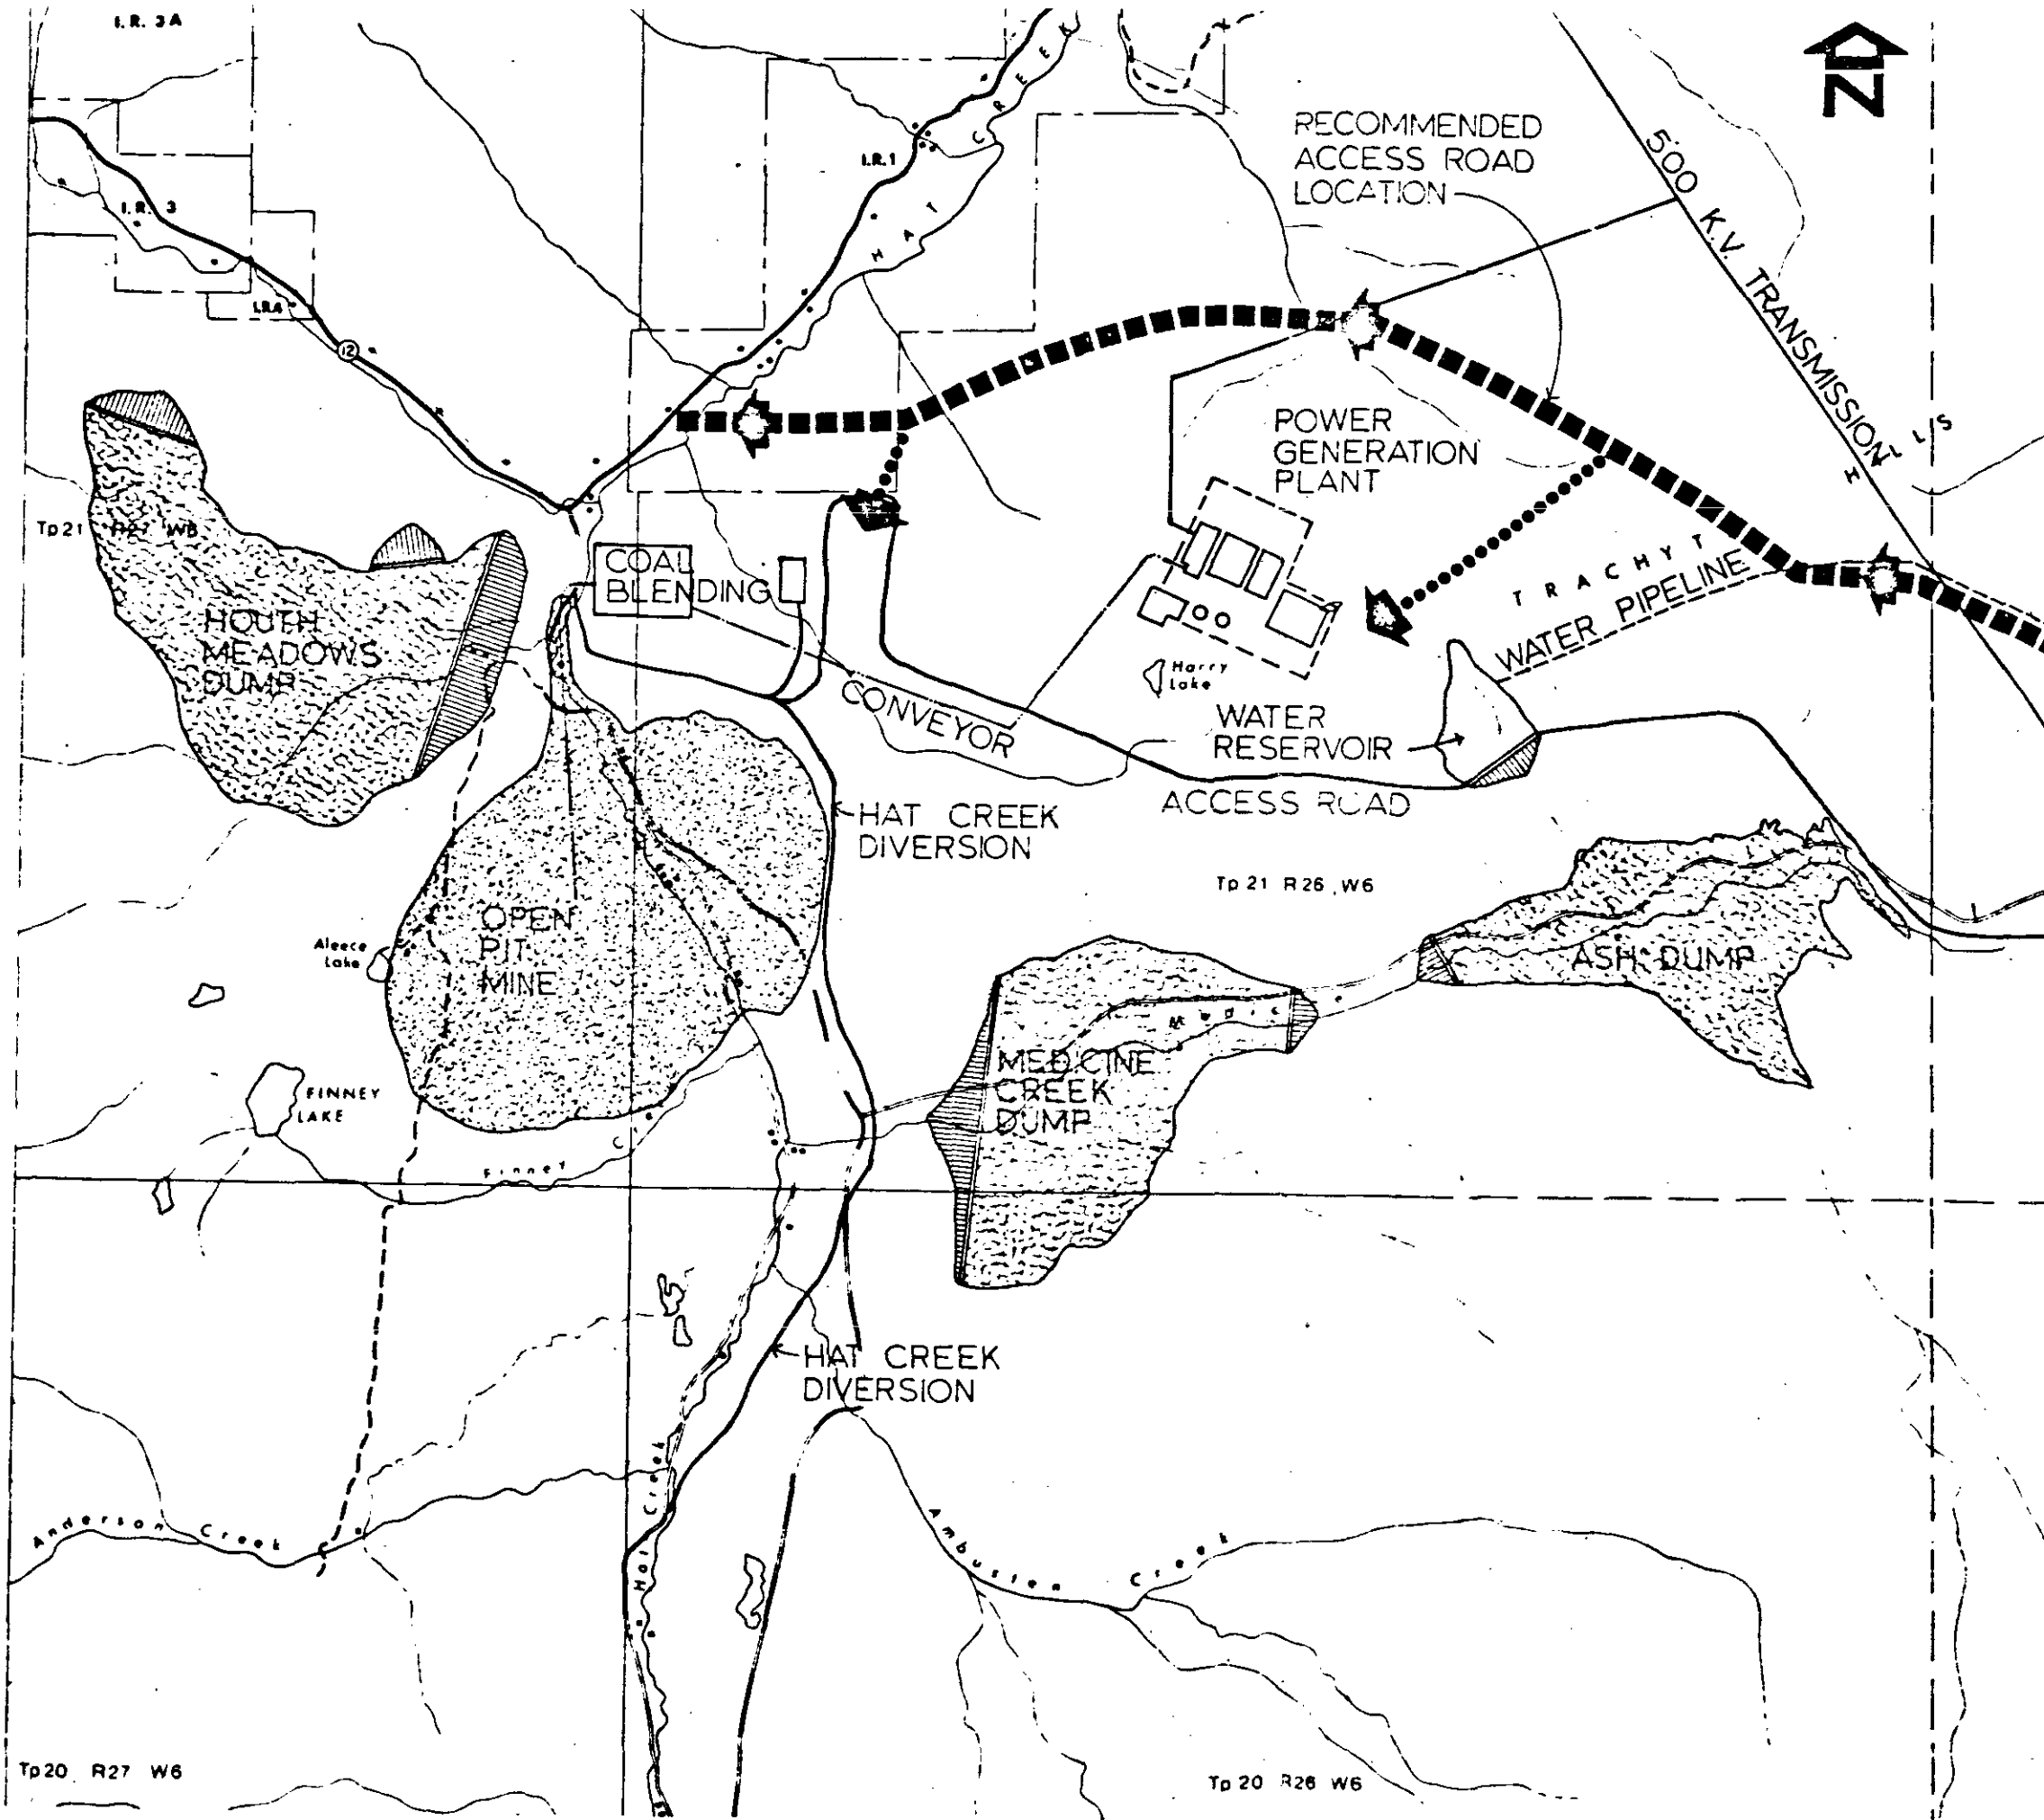 I.R. 3A
N
CREEK
RECOMMENDED
ACCESS ROAD
LOCATION
I.R.1
HAT
500 K.V. TRANSMISSION
I.R. 3
I.R.4
12
POWER
GENERATION
PLANT
H I L L S
Tp 21 R27 W6
COAL
BLENDING
TRACHYT
WATER PIPELINE
HOUTH
MEADOWS
DUMP
Harry
Lake
CONVEYOR
WATER
RESERVOIR
ACCESS ROAD
HAT CREEK
DIVERSION
Tp 21 R26 W6
OPEN
PIT
MINE
Aleece
Lake
ASH DUMP
Medic
MEDICINE
CREEK
DUMP
FINNEY
LAKE
Finney C
HAT CREEK
DIVERSION
Hat Creek
Anderson Creek
Ambusten Creek
Tp 20 R27 W6
Tp 20 R26 W6